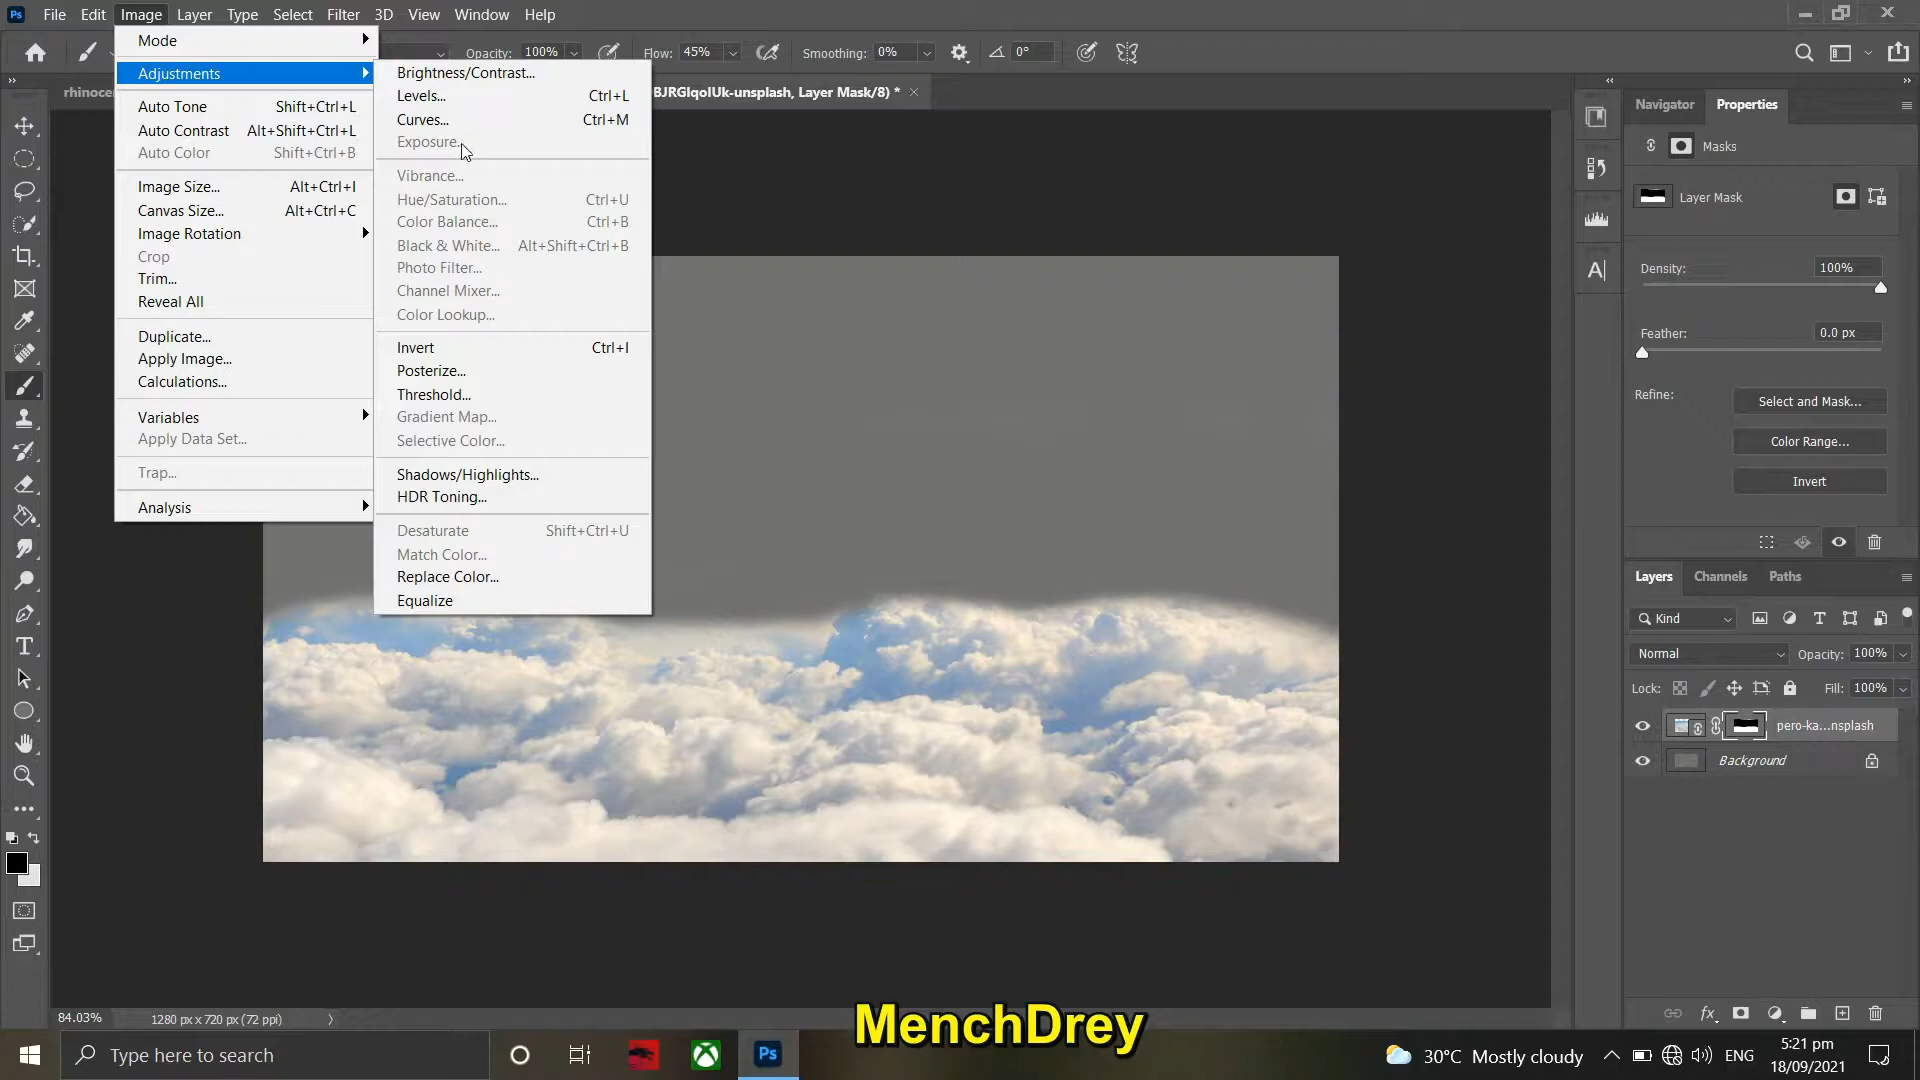 Ps File Edit Image Layer Type Select Filter 3D View Window Help
Opacity: 100% Flow: 45% Smoothing: 0% 0°
rhinocer BJRGlqolUk-unsplash, Layer Mask/8) *
Mode
Adjustments
Auto Tone Shift+Ctrl+L
Auto Contrast Alt+Shift+Ctrl+L
Auto Color Shift+Ctrl+B
Image Size... Alt+Ctrl+I
Canvas Size... Alt+Ctrl+C
Image Rotation
Crop
Trim...
Reveal All
Duplicate...
Apply Image...
Calculations...
Variables
Apply Data Set...
Trap...
Analysis
Brightness/Contrast...
Levels... Ctrl+L
Curves... Ctrl+M
Exposure...
Vibrance...
Hue/Saturation... Ctrl+U
Color Balance... Ctrl+B
Black & White... Alt+Shift+Ctrl+B
Photo Filter...
Channel Mixer...
Color Lookup...
Invert Ctrl+I
Posterize...
Threshold...
Gradient Map...
Selective Color...
Shadows/Highlights...
HDR Toning...
Desaturate Shift+Ctrl+U
Match Color...
Replace Color...
Equalize
Navigator Properties
Masks
Layer Mask
Density: 100%
Feather: 0.0 px
Refine: Select and Mask...
Color Range...
Invert
Layers Channels Paths
Kind
Normal Opacity: 100%
Lock: Fill: 100%
pero-ka...nsplash
Background
84.03% 1280 px x 720 px (72 ppi)
MenchDrey
Type here to search
Ps
30°C Mostly cloudy
ENG
5:21 pm
18/09/2021